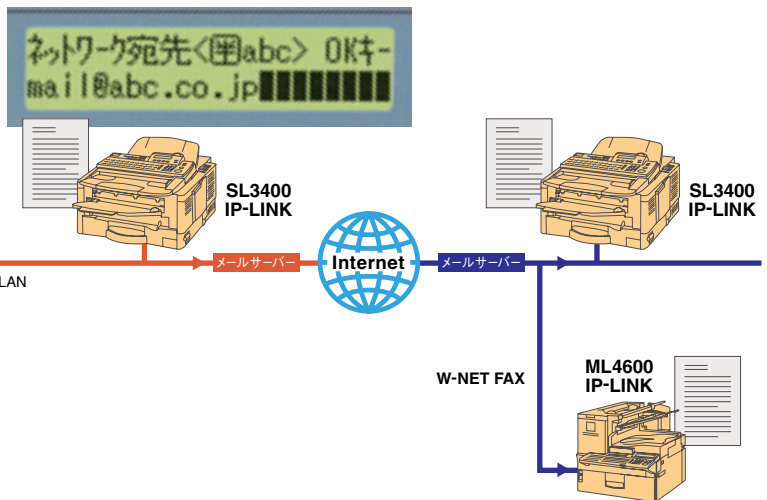 ネットワーク宛先<半abc> OKキー
mail@abc.co.jp
SL3400
IP-LINK
SL3400
IP-LINK
メールサーバー
Internet
メールサーバー
LAN
W-NET FAX
ML4600
IP-LINK